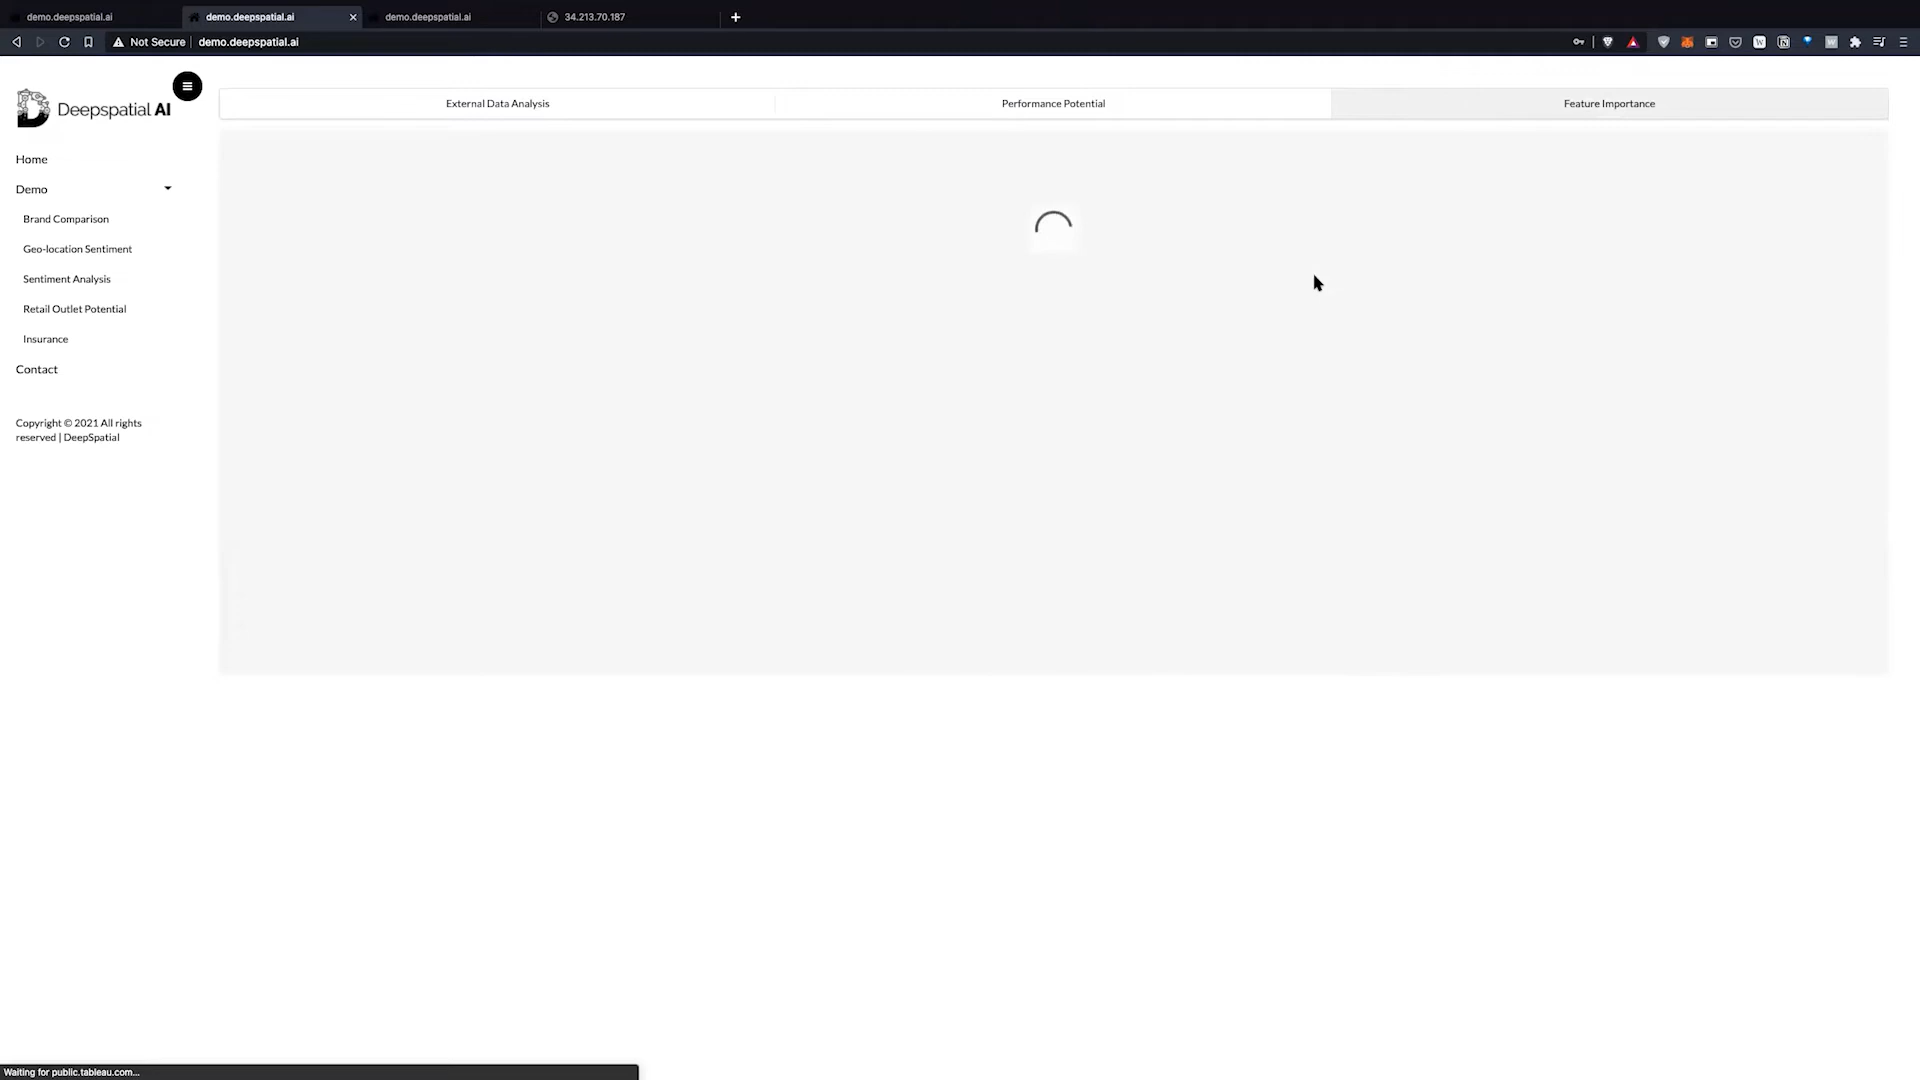 demo.deepspatial.ai
demo.deepspatial.ai
demo.deepspatial.ai
34.213.70.187
Not Secure
demo.deepspatial.ai
Deepspatial AI
External Data Analysis
Performance Potential
Feature Importance
Home
Demo
Brand Comparison
Geo-location Sentiment
Sentiment Analysis
Retail Outlet Potential
Insurance
Contact
Copyright © 2021 All rights
reserved | DeepSpatial
Waiting for public.tableau.com...